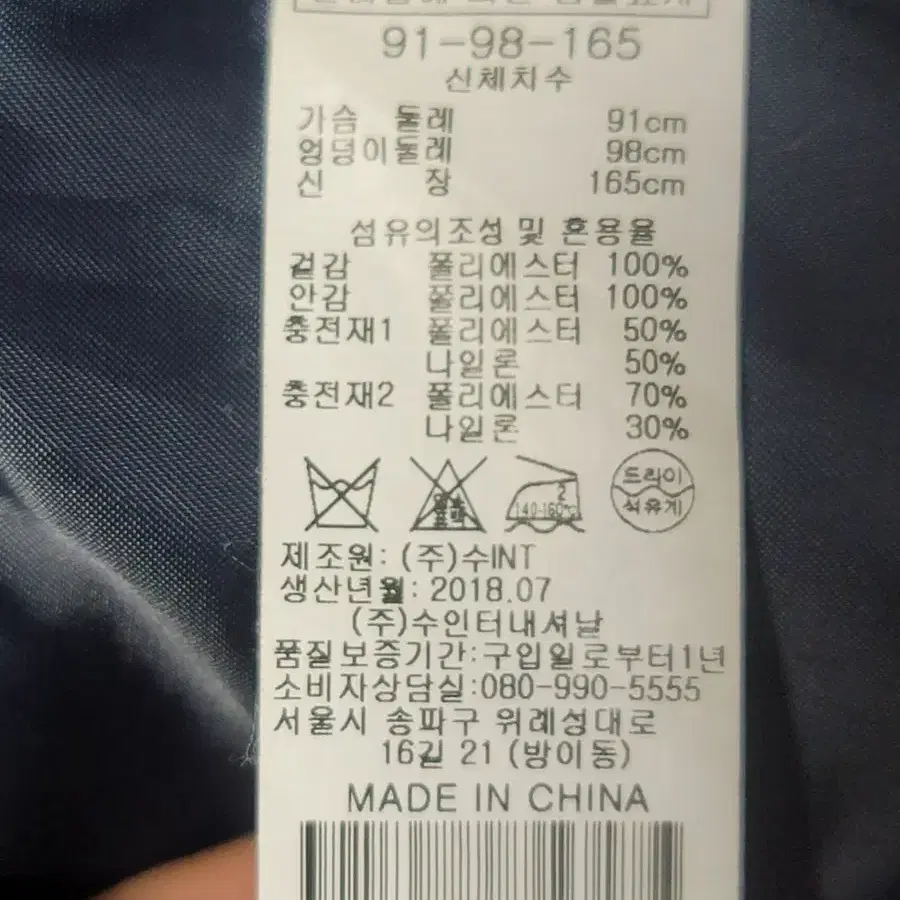 91-98-165
신체치수
가슴 둘레 91cm
엉덩이둘레 98cm
신 장 165cm
섬유의조성 및 혼용율
겉감 폴리에스터 100%
안감 폴리에스터 100%
충전재1 폴리에스터 50%
나일론 50%
충전재2 폴리에스터 70%
나일론 30%
2
140-160℃
드라이
석유계
제조원: (주)수INT
생산년월: 2018.07
(주)수인터내셔날
품질보증기간:구입일로부터1년
소비자상담실:080-990-5555
서울시 송파구 위례성대로
16길 21 (방이동)
MADE IN CHINA